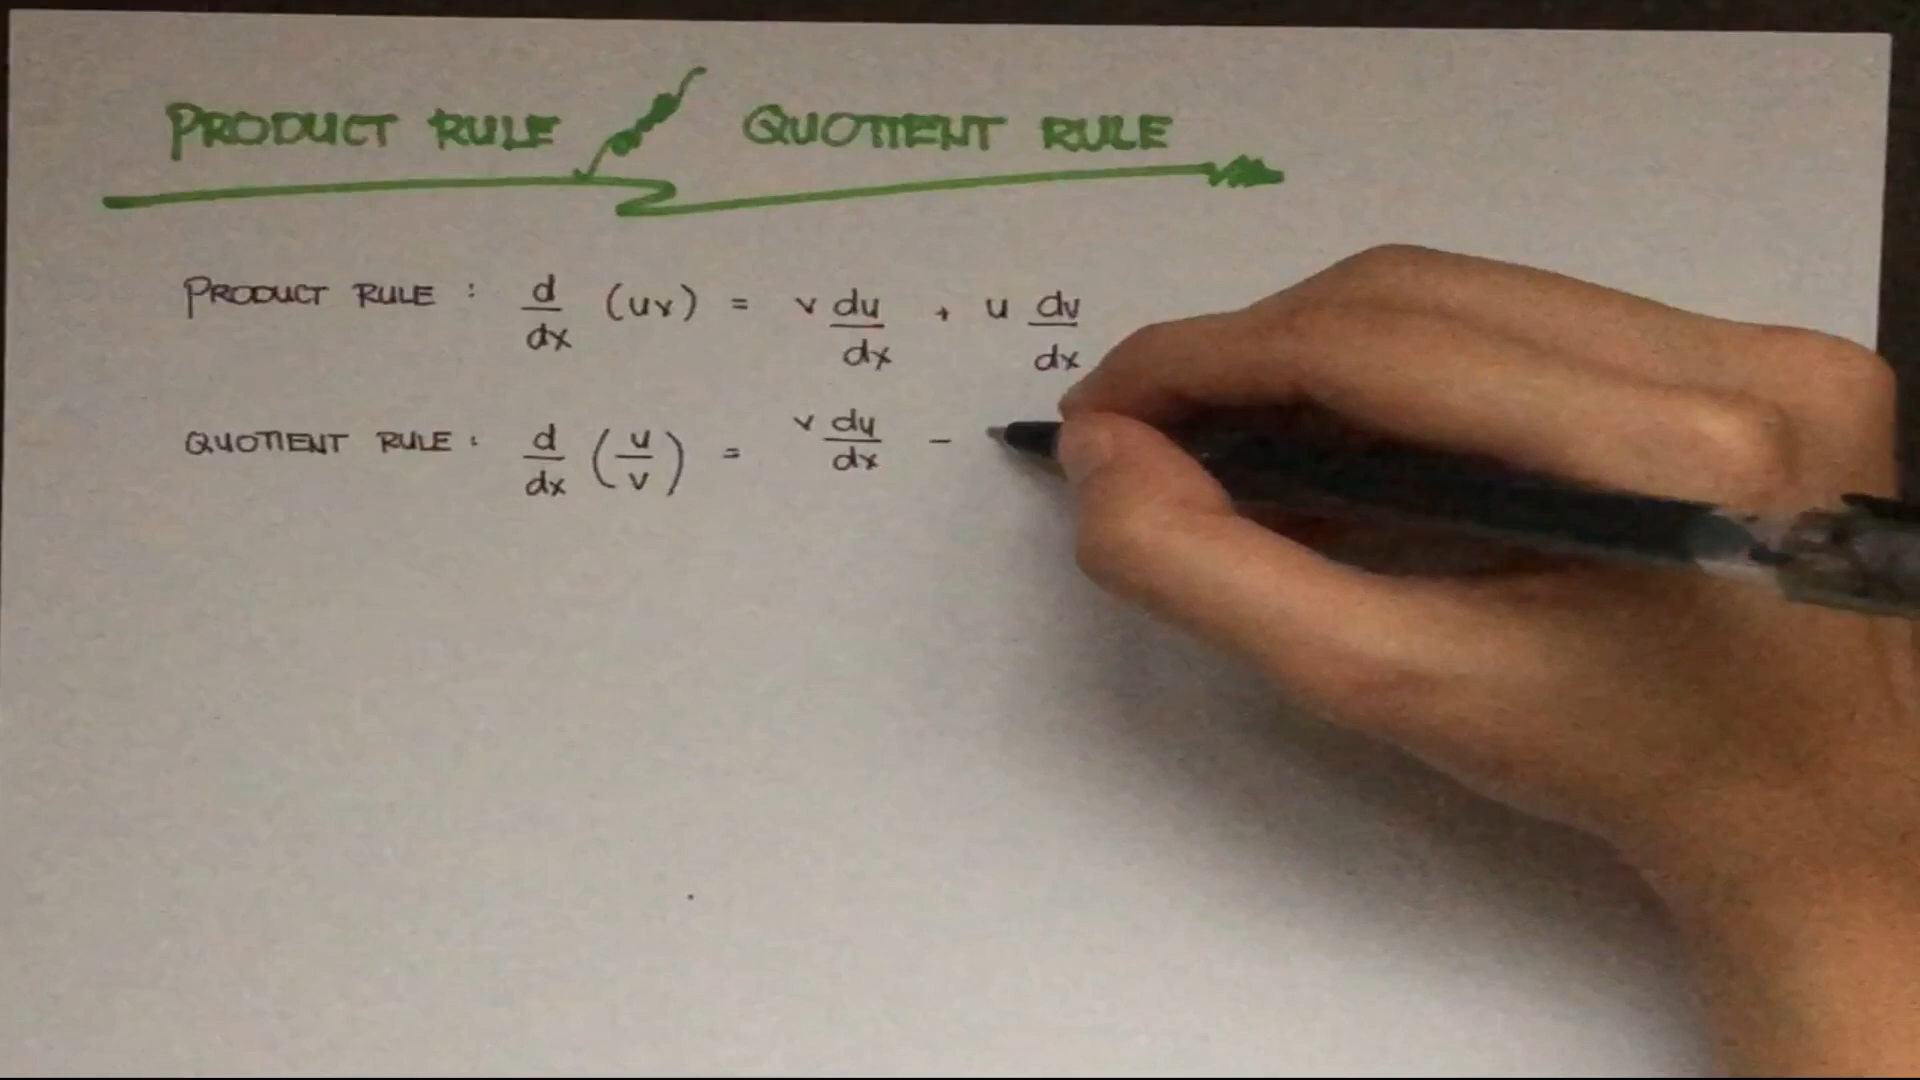 PRODUCT RULE / QUOTIENT RULE
PRODUCT RULE : d/dx (uv) = v du/dx + u dv/dx
QUOTIENT RULE : d/dx (u/v) = v du/dx -